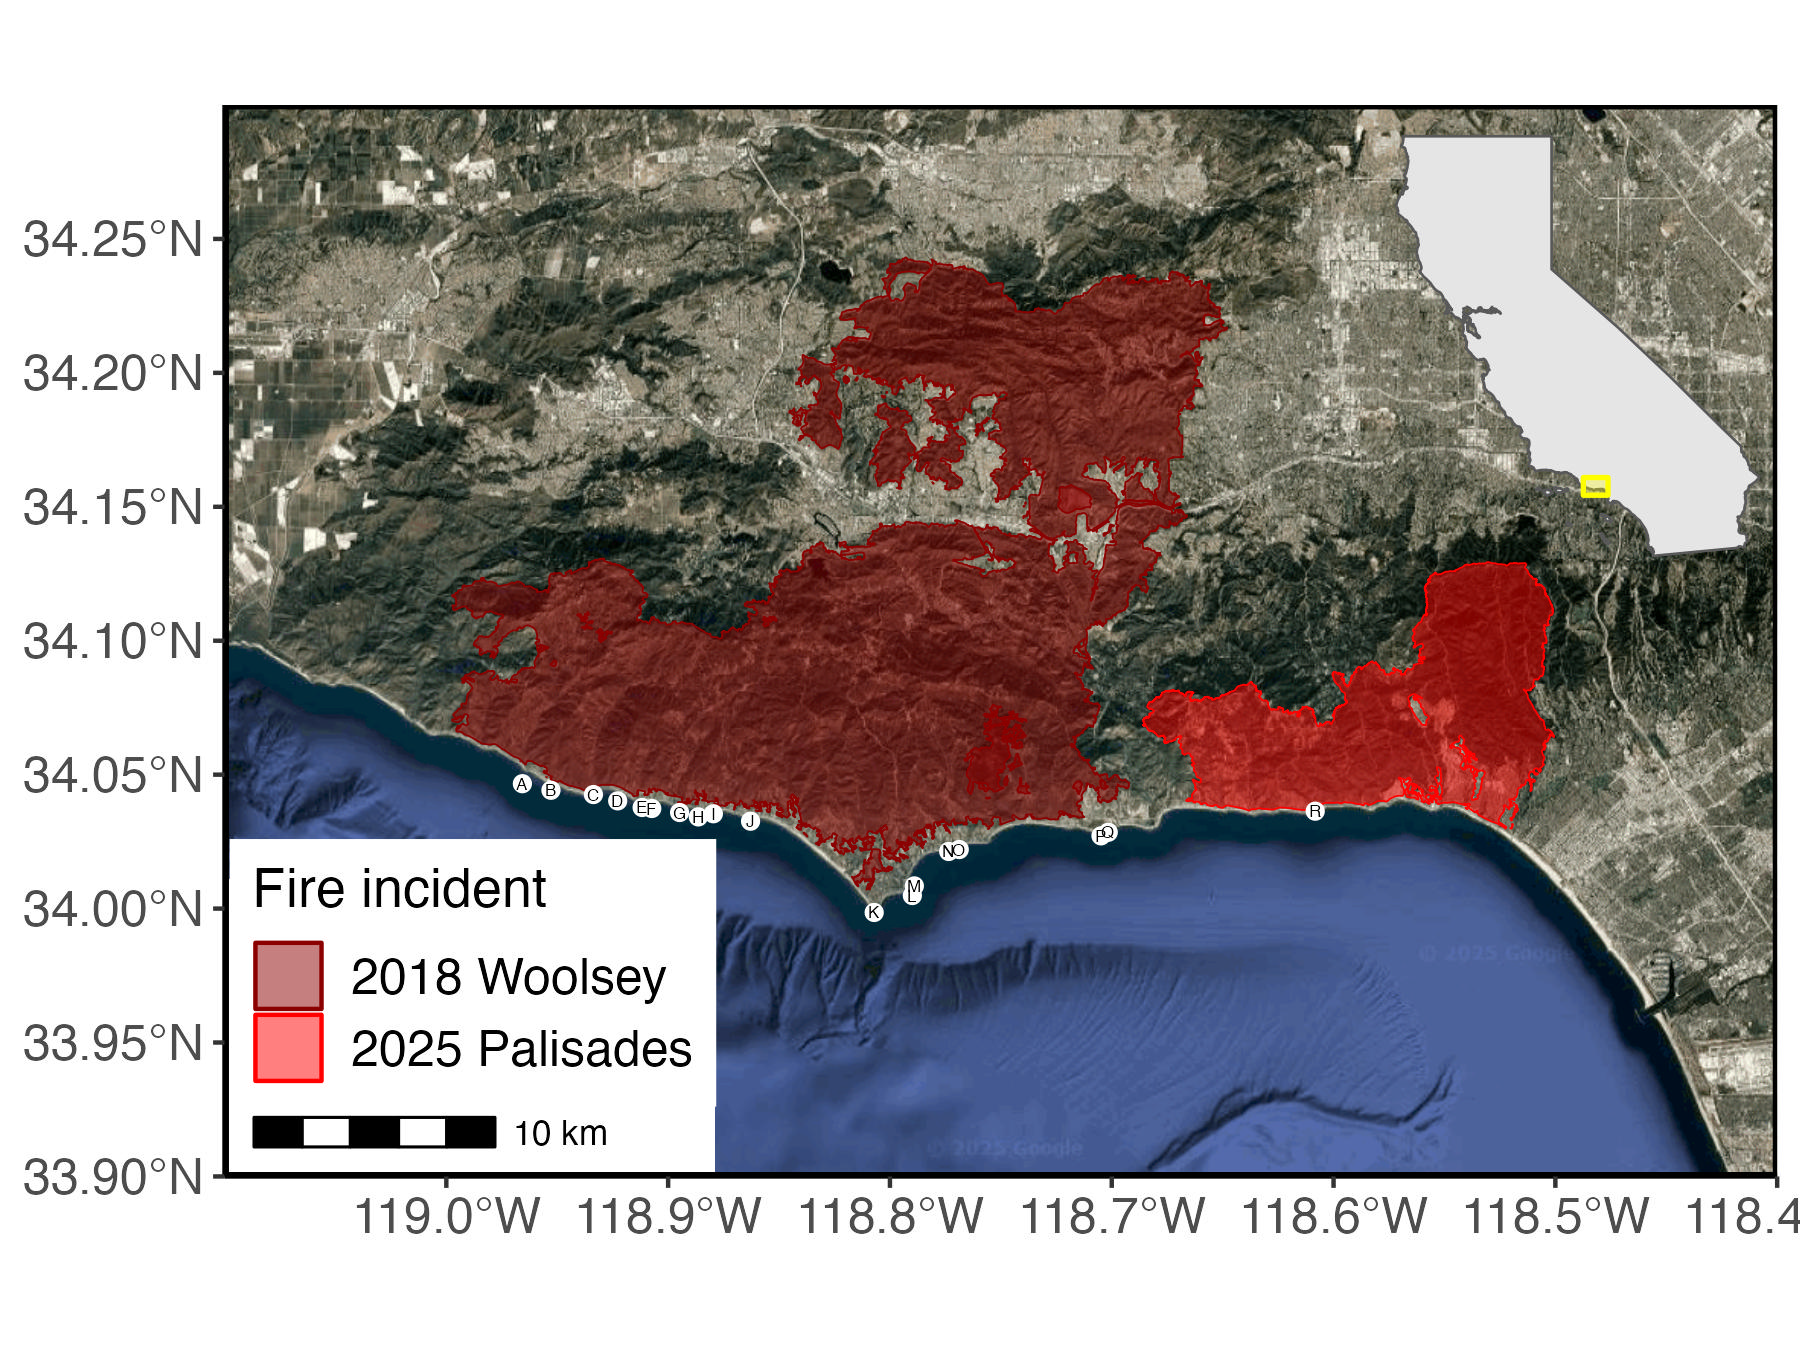 34.25°N
34.20°N
34.15°N
34.10°N
34.05°N
34.00°N
33.95°N
33.90°N
A
B
C
D
E
F
G
H
I
J
K
L
M
N
O
P
Q
R
Fire incident
2018 Woolsey
2025 Palisades
10 km
© 2025 Google
© 2025 Google
119.0°W
118.9°W
118.8°W
118.7°W
118.6°W
118.5°W
118.4